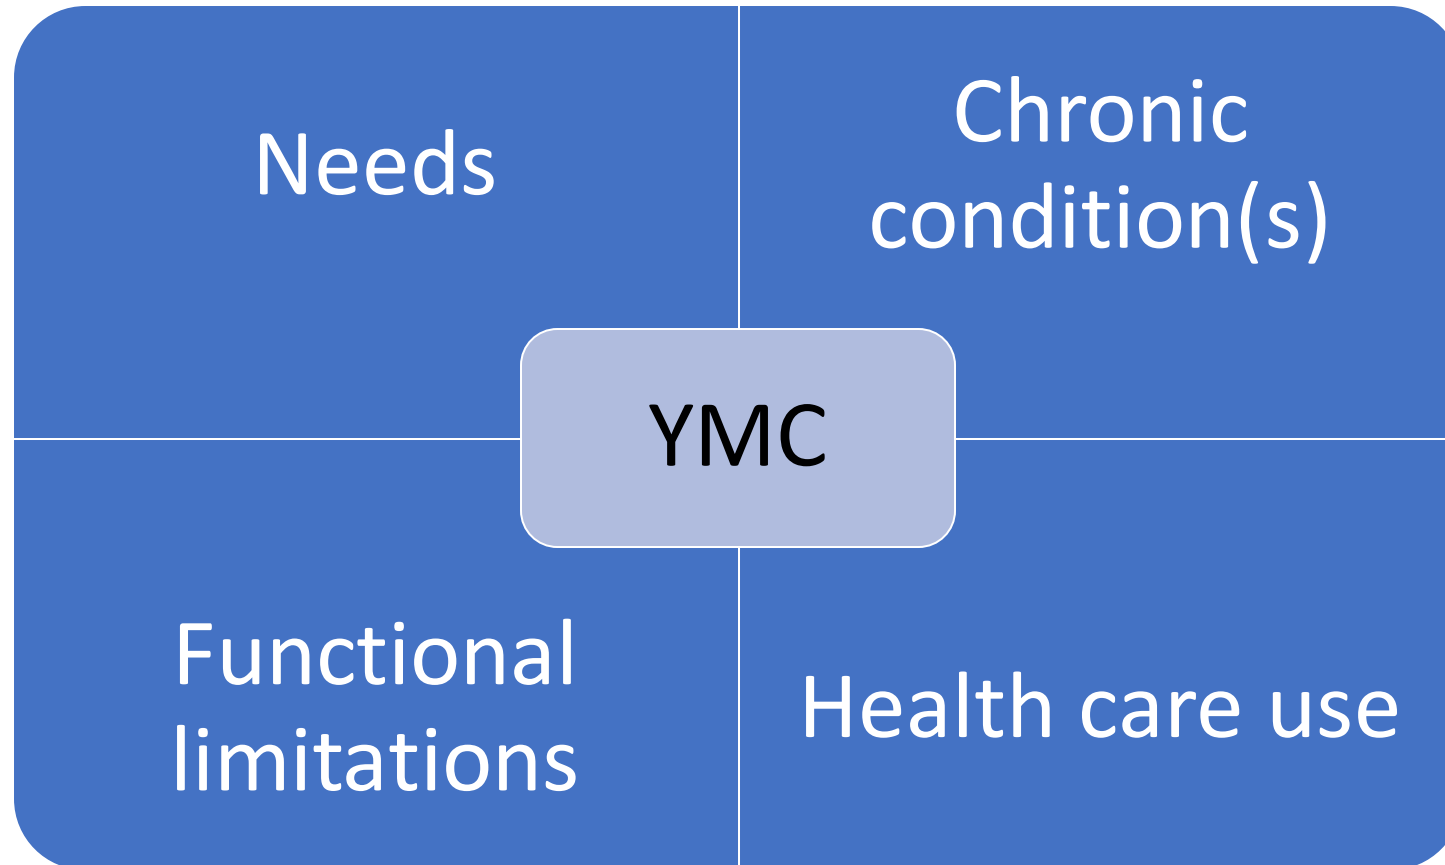 Needs
Chronic
condition(s)
YMC
Functional
limitations
Health care use